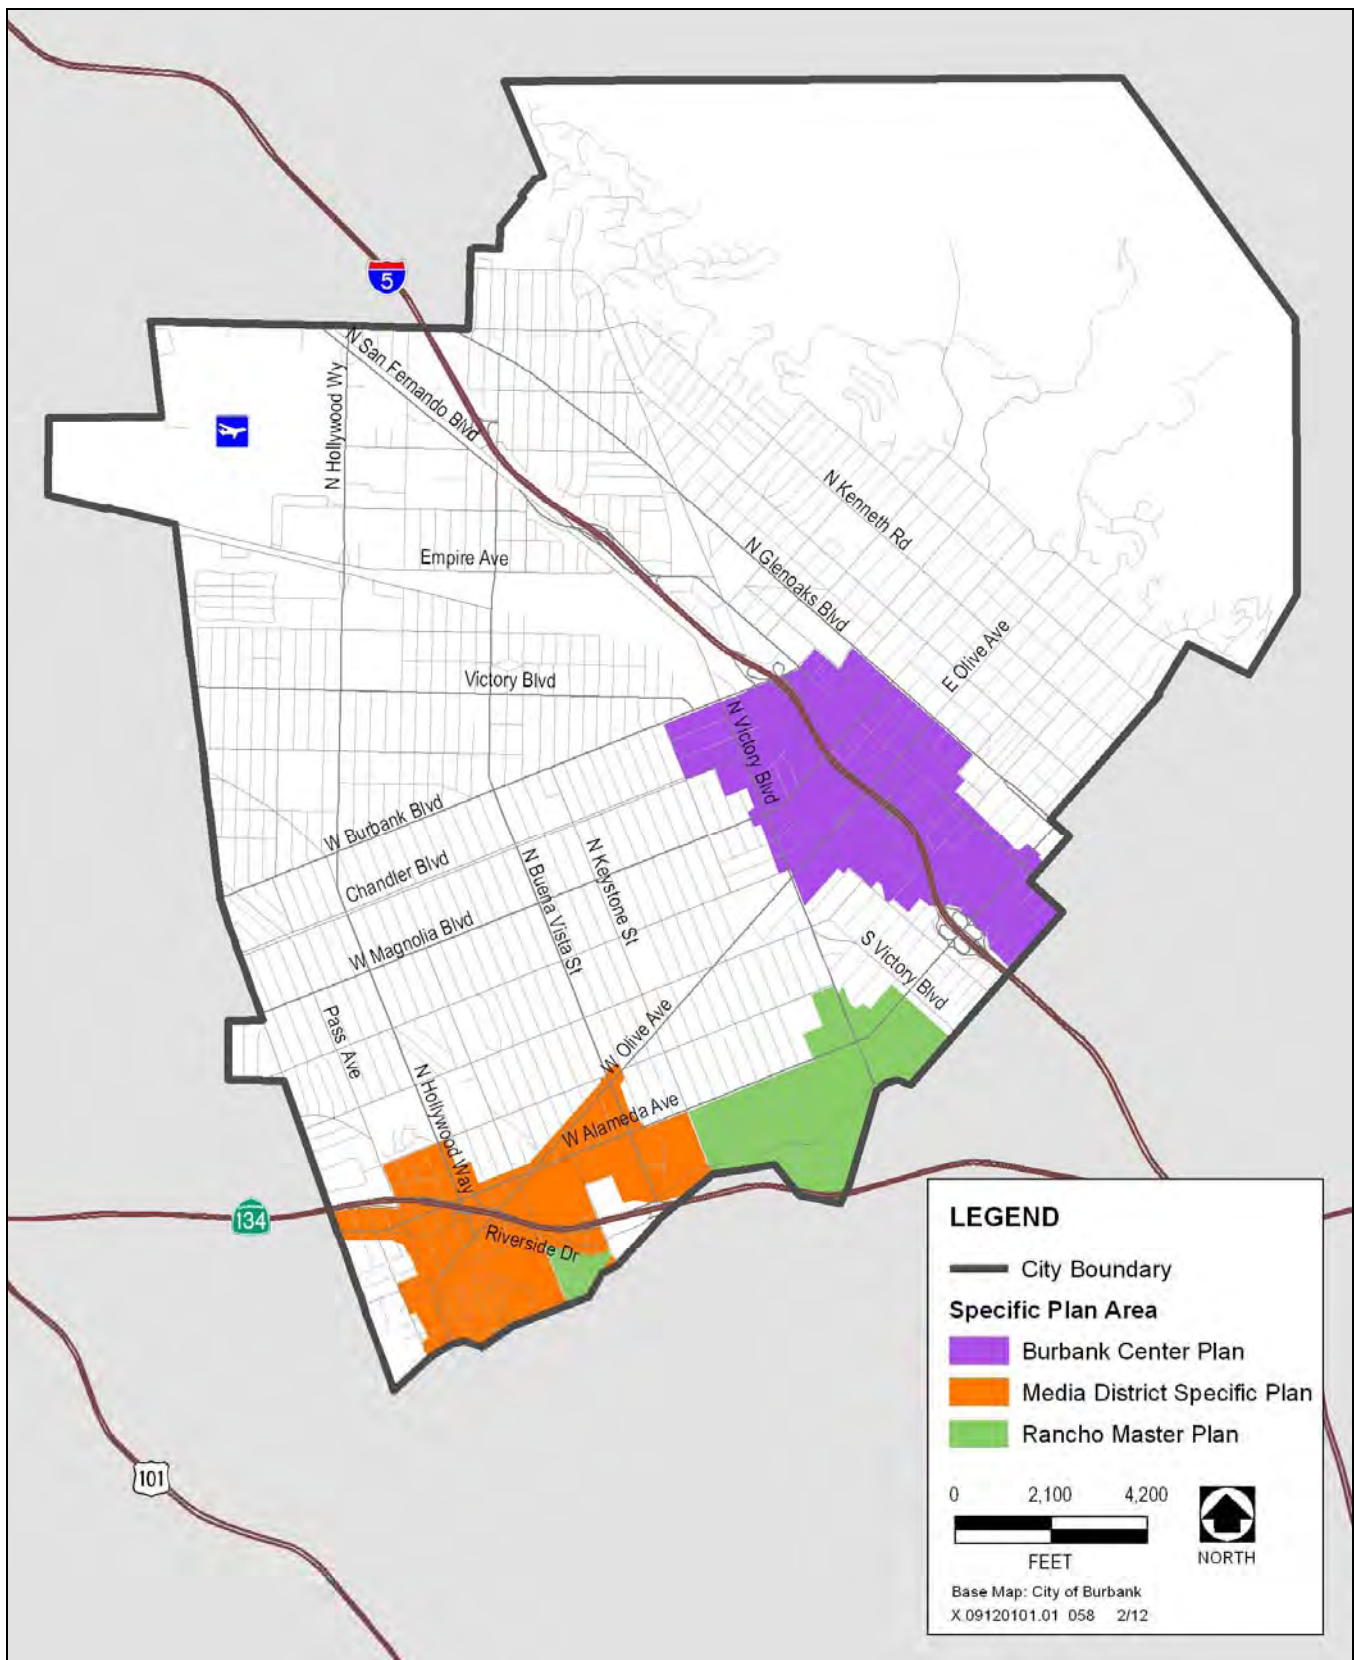 5
N San Fernando Blvd
N Hollywood Wy
N Kenneth Rd
N Glenoaks Blvd
Empire Ave
E Olive Ave
Victory Blvd
N Victory Blvd
W Burbank Blvd
Chandler Blvd
N Keystone St
N Buena Vista St
W Magnolia Blvd
S Victory Blvd
Pass Ave
W Olive Ave
N Hollywood Way
W Alameda Ave
134
Riverside Dr
101
LEGEND
City Boundary
Specific Plan Area
Burbank Center Plan
Media District Specific Plan
Rancho Master Plan
0 2,100 4,200
FEET
NORTH
Base Map: City of Burbank
X 09120101.01 058 2/12